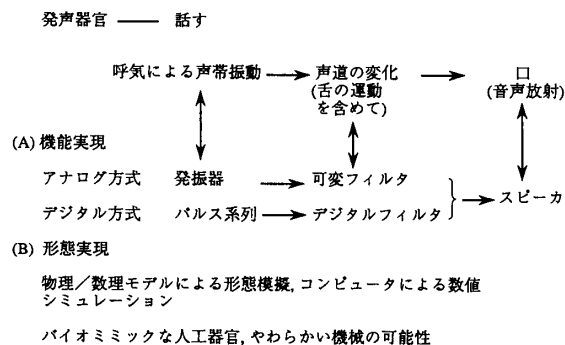 発声器官 —— 話す
呼気による声帯振動 → 声道の変化 → 口
(舌の運動 (音声放射)
を含めて)
(A) 機能実現
アナログ方式 発振器 → 可変フィルタ
スピーカ
デジタル方式 パルス系列 → デジタルフィルタ
(B) 形態実現
物理／数理モデルによる形態模擬, コンピュータによる数値
シミュレーション
バイオミミックな人工器官, やわらかい機械の可能性